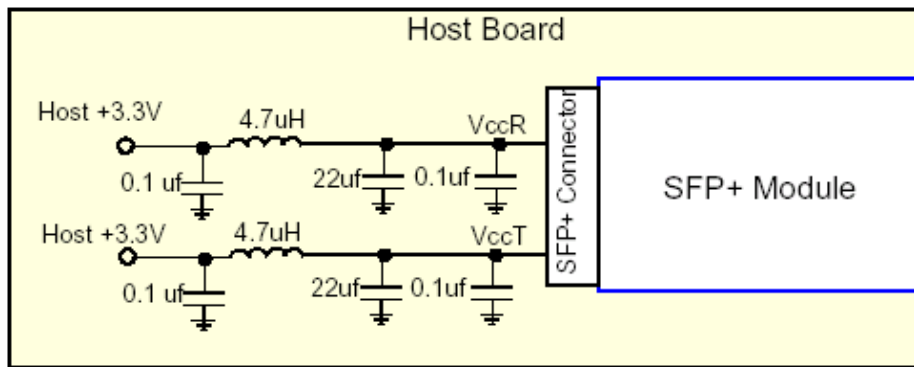 Host Board
Host +3.3V
4.7uH
VccR
0.1 uf
22uf
0.1uf
Host +3.3V
4.7uH
VccT
0.1 uf
22uf
0.1uf
SFP+ Connector
SFP+ Module